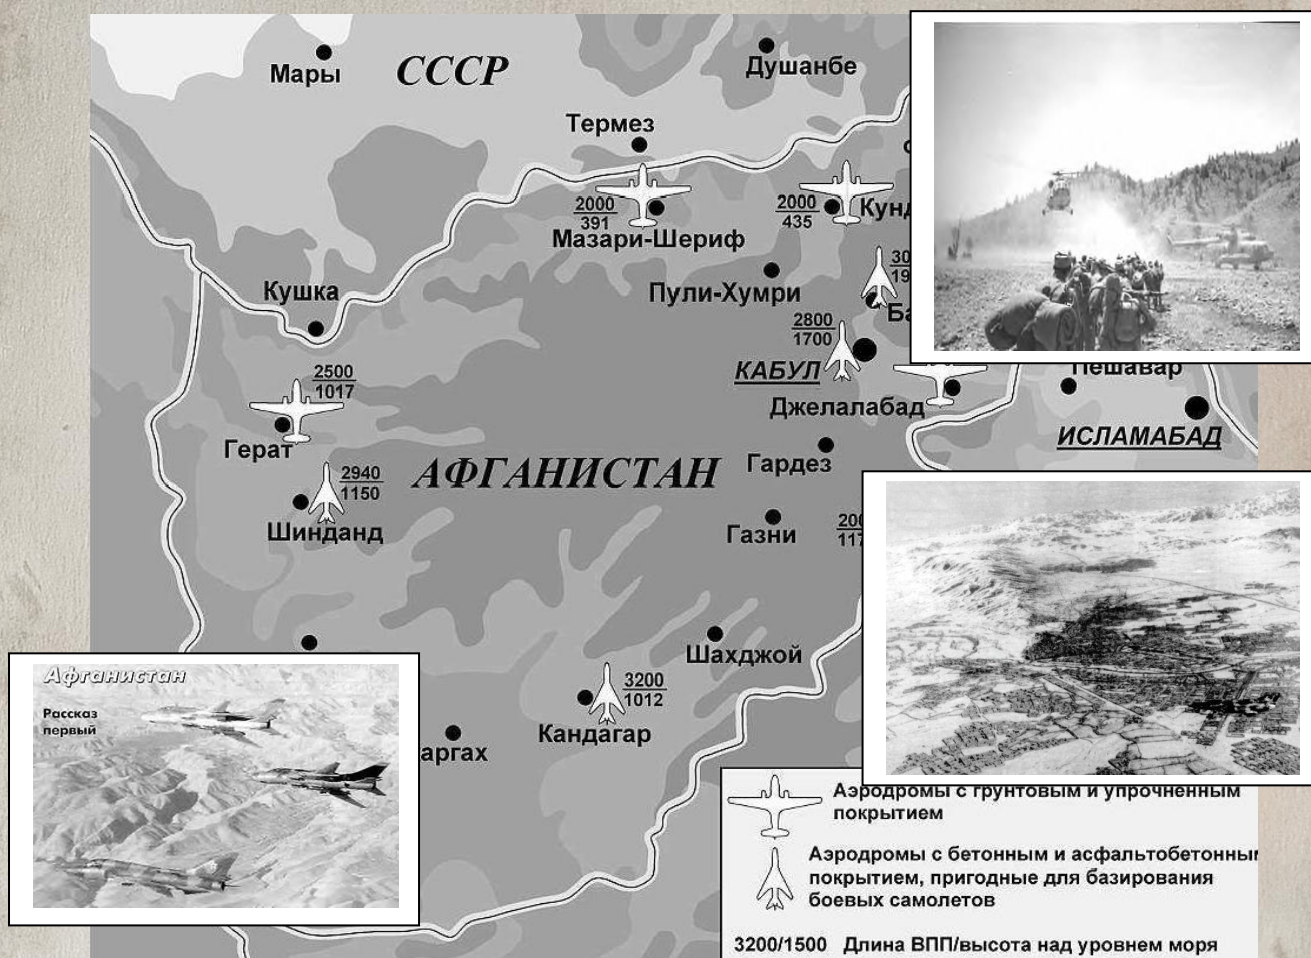 Мары
СССР
Душанбе
Термез
2000
391
2000
435
Мазари-Шериф
Кушка
Пули-Хумри
2800
1700
КАБУЛ
2500
1017
Джелалабад
Пешавар
ИСЛАМАБАД
Герат
2940
1150
АФГАНИСТАН
Гардез
Шинданд
Газни
Шахджой
3200
1012
Кандагар
Афганистан
Рассказ
первый
Аэродромы с грунтовым и упрочненным
покрытием
Аэродромы с бетонным и асфальтобетонным
покрытием, пригодные для базирования
боевых самолетов
3200/1500 Длина ВПП/высота над уровнем моря